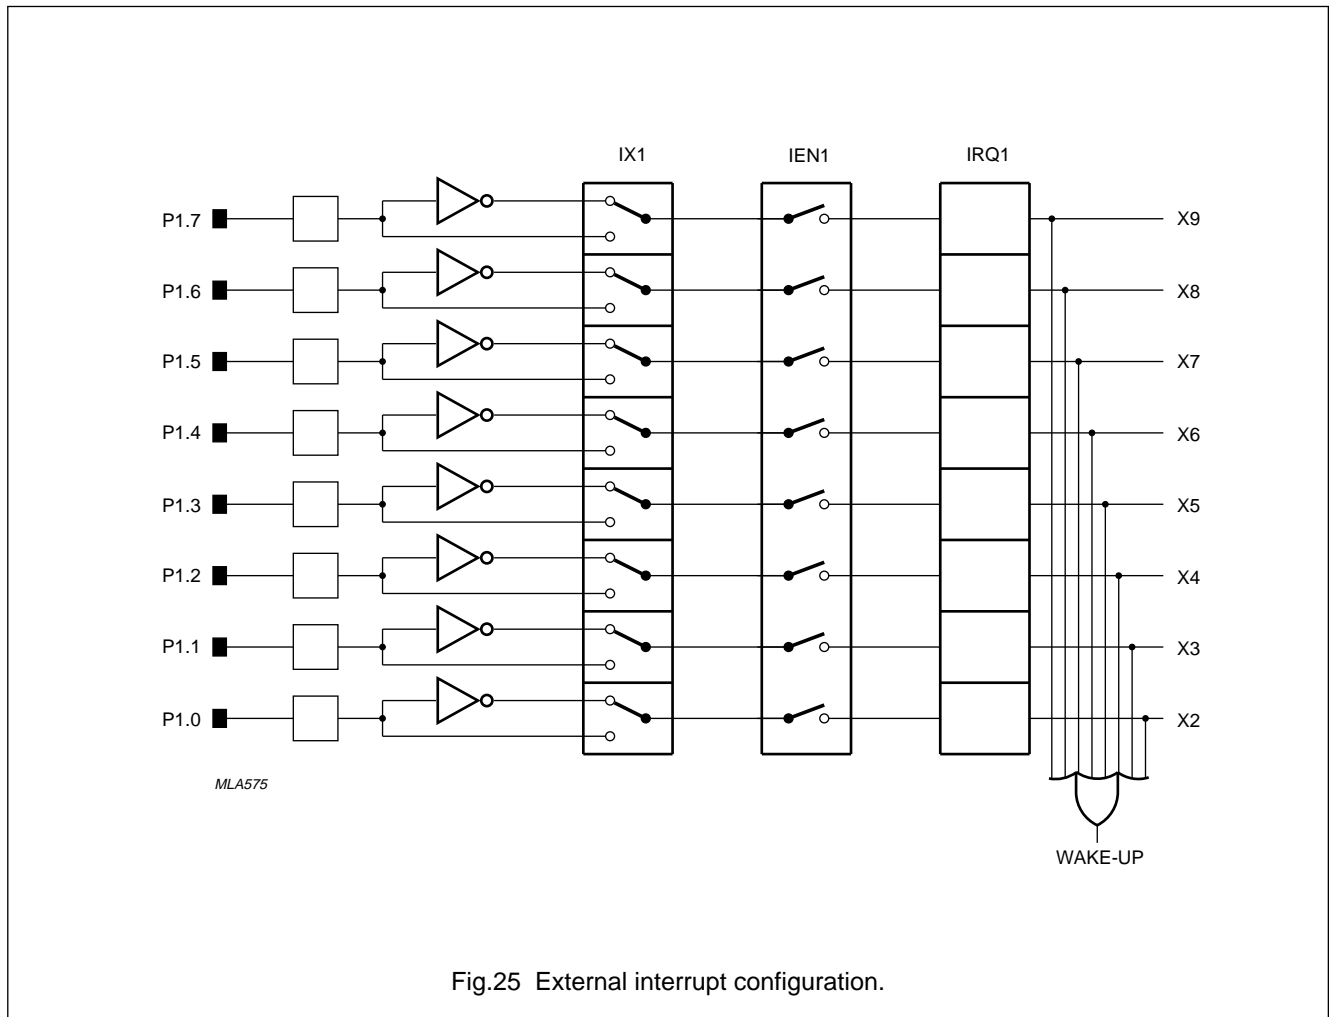 IX1 IEN1 IRQ1
P1.7 X9
P1.6 X8
P1.5 X7
P1.4 X6
P1.3 X5
P1.2 X4
P1.1 X3
P1.0 X2
MLA575
WAKE-UP
Fig.25 External interrupt configuration.